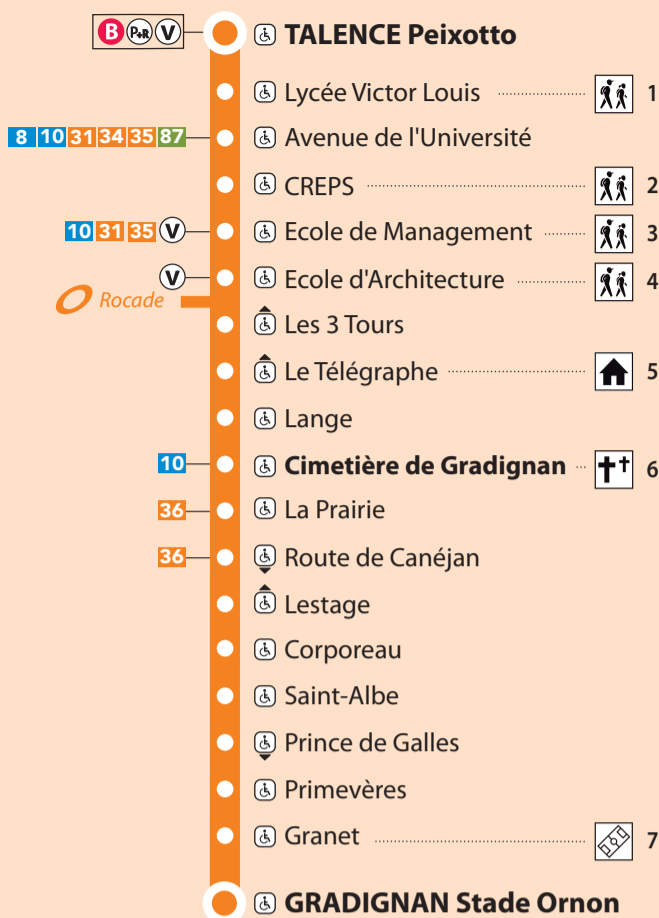 B P+R V TALENCE Peixotto
Lycée Victor Louis 1
8 10 31 34 35 87 Avenue de l'Université
CREPS 2
10 31 35 V Ecole de Management 3
V Ecole d'Architecture 4
Rocade
Les 3 Tours
Le Télégraphe 5
Lange
10 Cimetière de Gradignan 6
36 La Prairie
36 Route de Canéjan
Lestage
Corporeau
Saint-Albe
Prince de Galles
Primevères
Granet 7
GRADIGNAN Stade Ornon